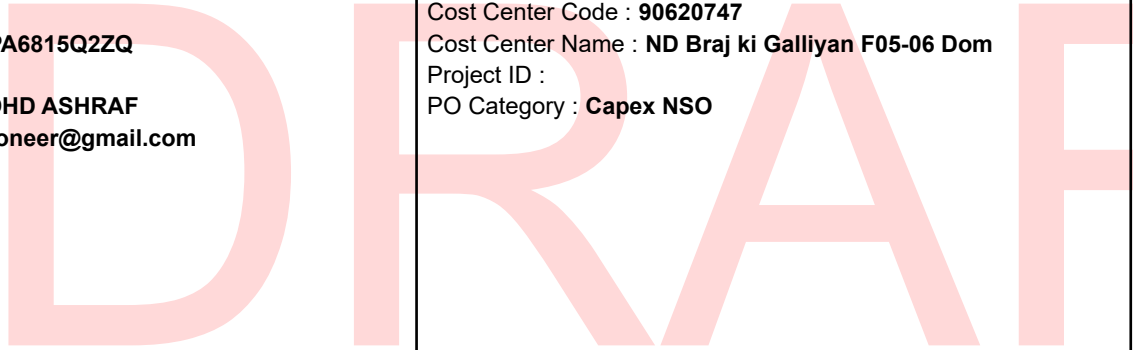 PA6815Q2ZQ
OHD ASHRAF
oneer@gmail.com
Cost Center Code : 90620747
Cost Center Name : ND Braj ki Galliyan F05-06 Dom
Project ID :
PO Category : Capex NSO
DRAF